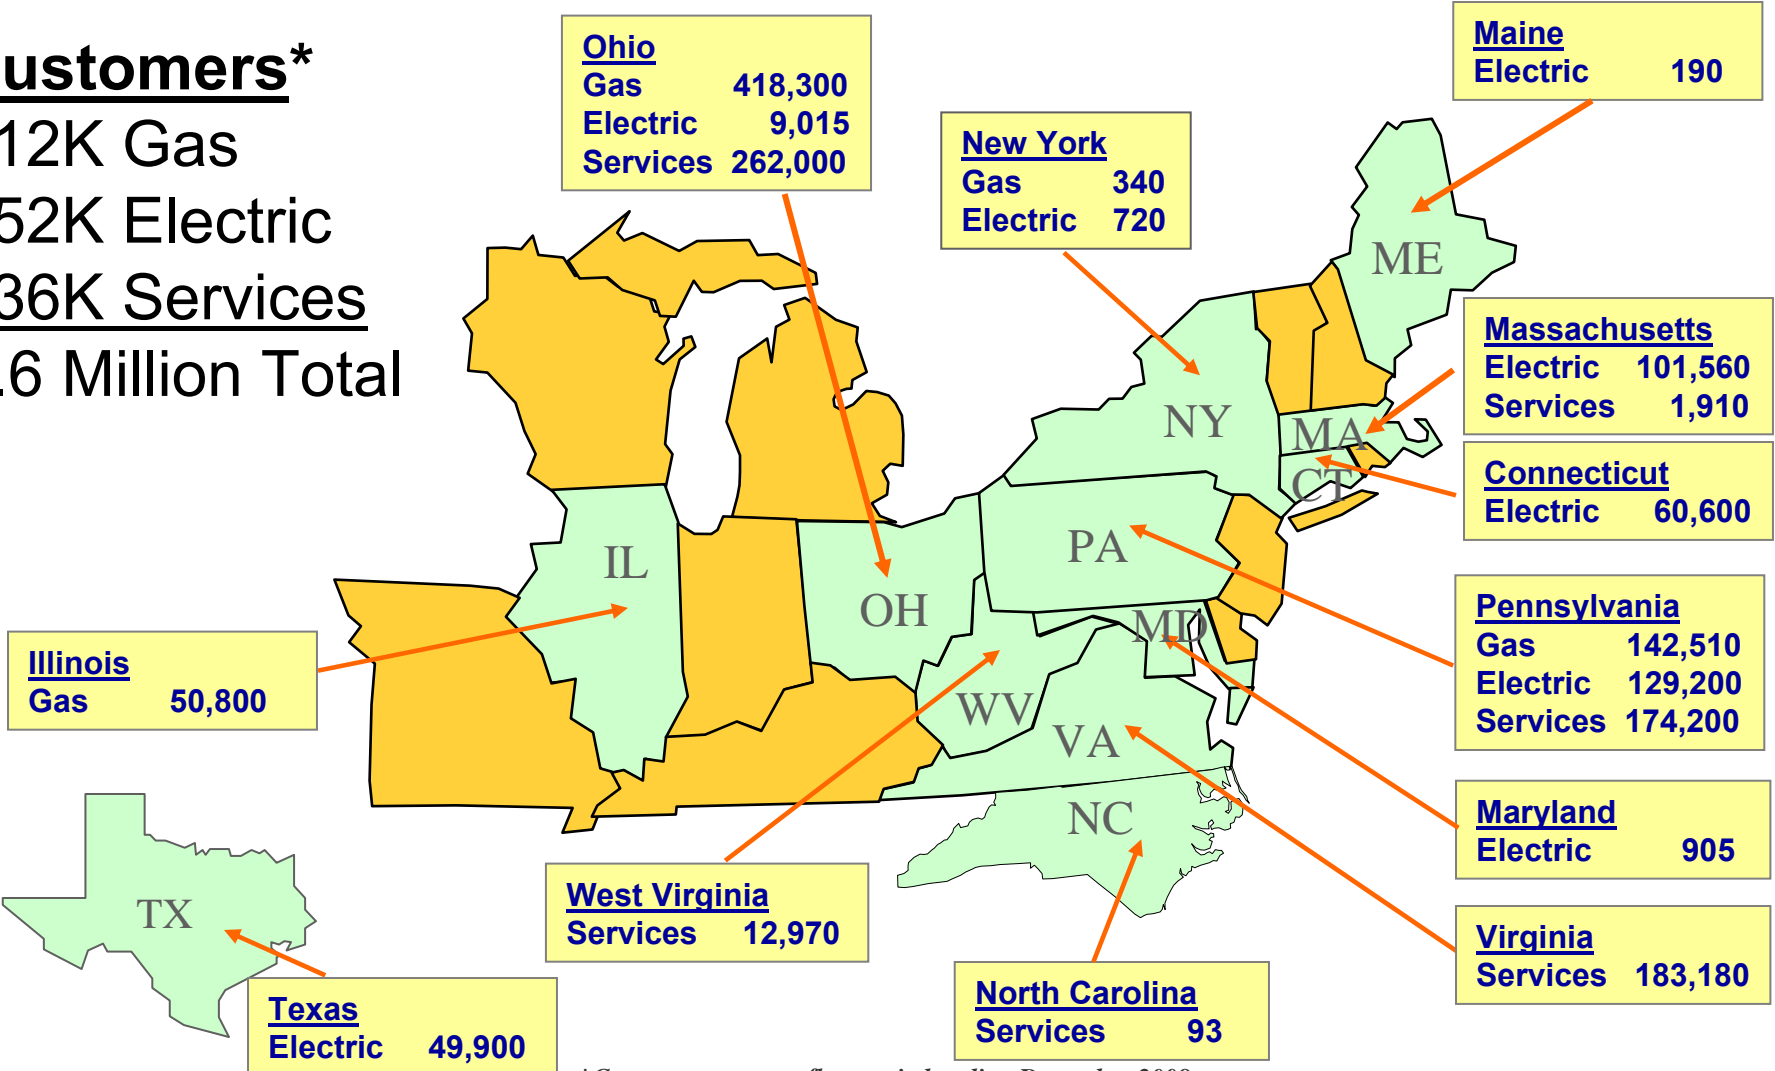 ustomers*
12K Gas
52K Electric
36K Services
.6 Million Total
Ohio
Gas 418,300
Electric 9,015
Services 262,000
New York
Gas 340
Electric 720
Maine
Electric 190
Massachusetts
Electric 101,560
Services 1,910
Connecticut
Electric 60,600
Pennsylvania
Gas 142,510
Electric 129,200
Services 174,200
Maryland
Electric 905
Virginia
Services 183,180
North Carolina
Services 93
West Virginia
Services 12,970
Texas
Electric 49,900
Illinois
Gas 50,800
ME
NY
MA
CT
PA
IL
OH
MD
WV
VA
NC
TX